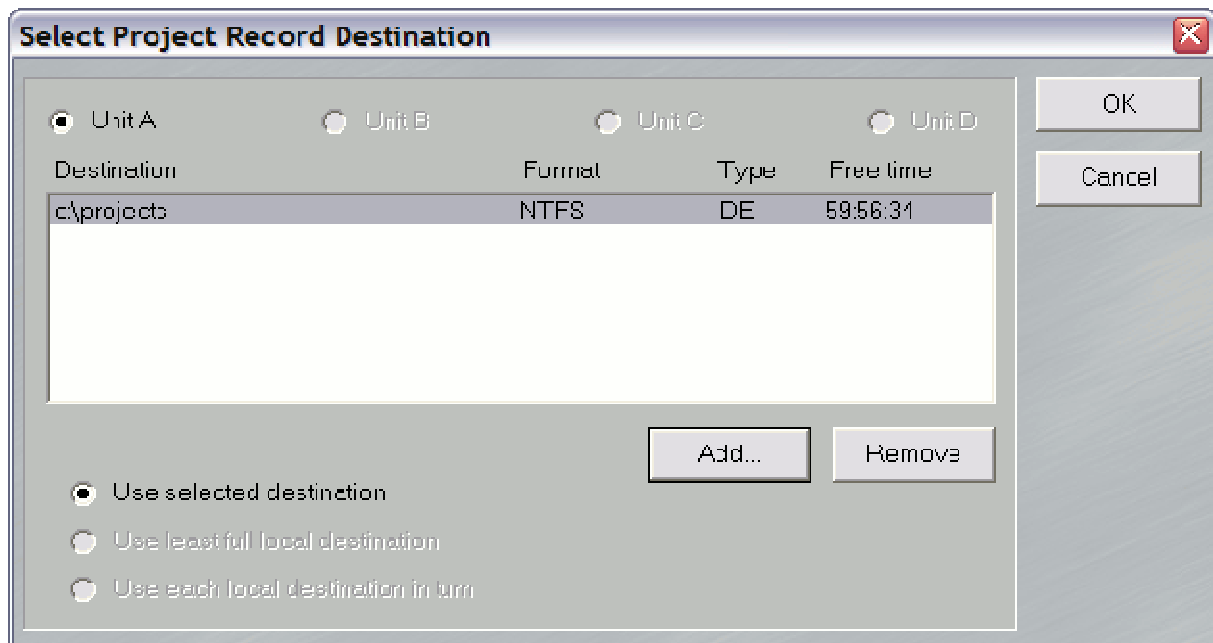 Select Project Record Destination
Unit A Unit B Unit C Unit D OK
Destination Format Type Free time Cancel
c:\projects NTFS DE 59:56:34
Add... Remove
Use selected destination
Use least full local destination
Use each local destination in turn